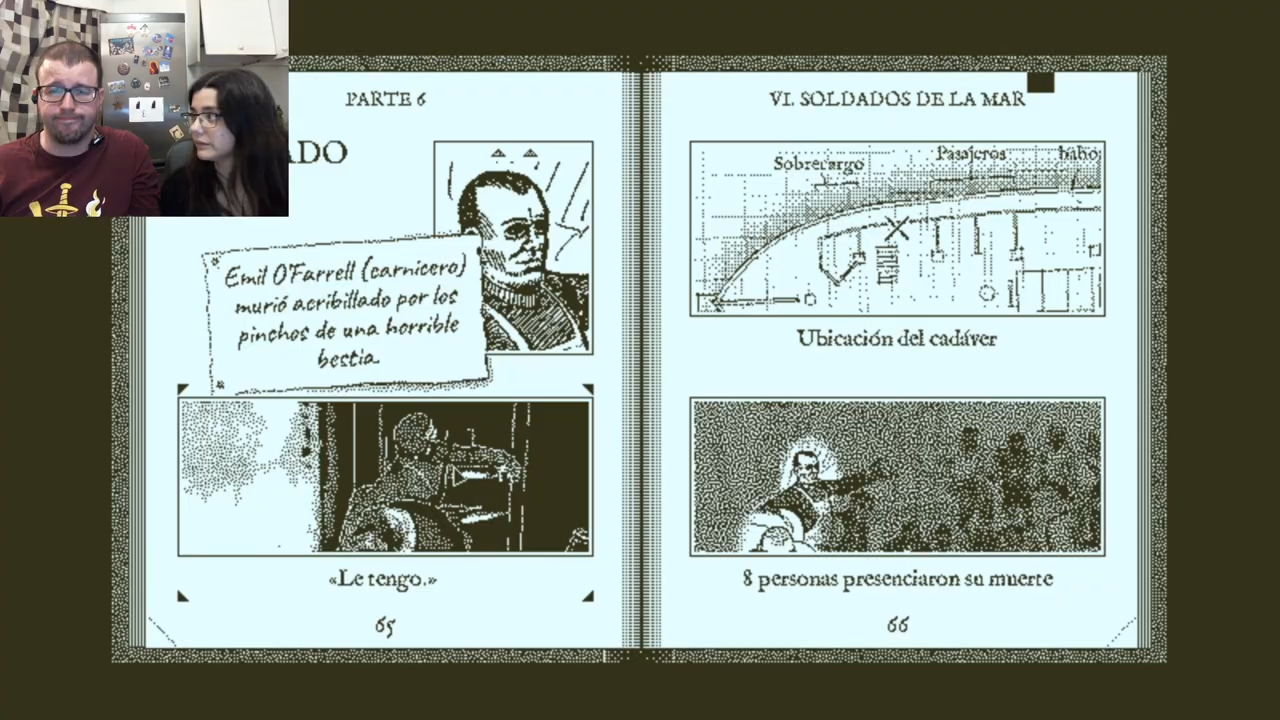 PARTE 6
ADO
Emil O'Farrell (carnicero)
murió acribillado por los
pinchos de una horrible
bestia.
«Le tengo.»
65
VI. SOLDADOS DE LA MAR
Sobrecargo
Pasajeros
Ubicación del cadáver
8 personas presenciaron su muerte
66